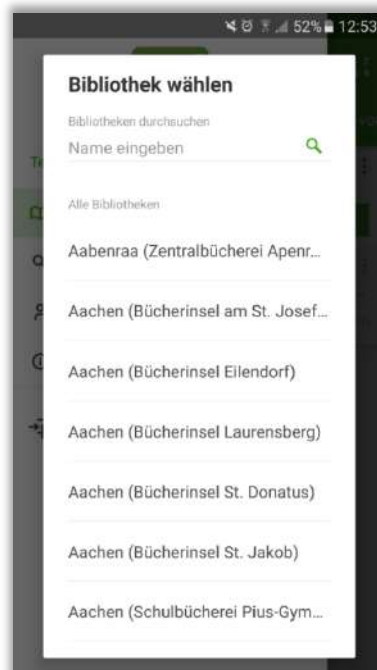 52% 12:53
Bibliothek wählen
Bibliotheken durchsuchen
Name eingeben
Alle Bibliotheken
Aabenraa (Zentralbücherei Apenr...
Aachen (Bücherinsel am St. Josef...
Aachen (Bücherinsel Eilendorf)
Aachen (Bücherinsel Laurensberg)
Aachen (Bücherinsel St. Donatus)
Aachen (Bücherinsel St. Jakob)
Aachen (Schulbücherei Pius-Gym...